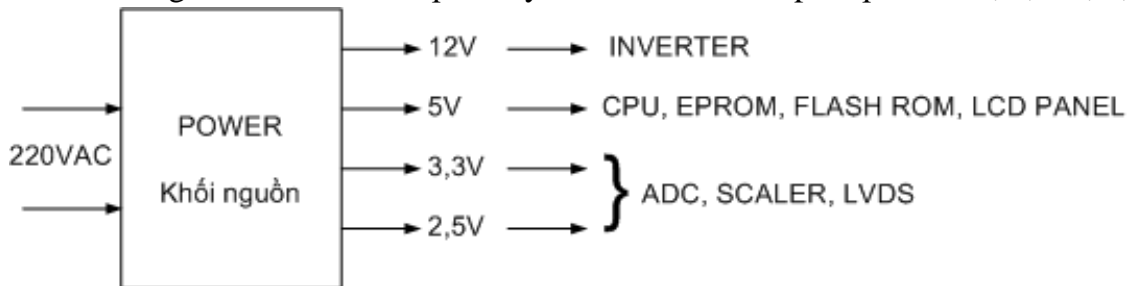 12V INVERTER
5V CPU, EPROM, FLASH ROM, LCD PANEL
POWER
220VAC
3,3V
Khối nguồn
ADC, SCALER, LVDS
2,5V